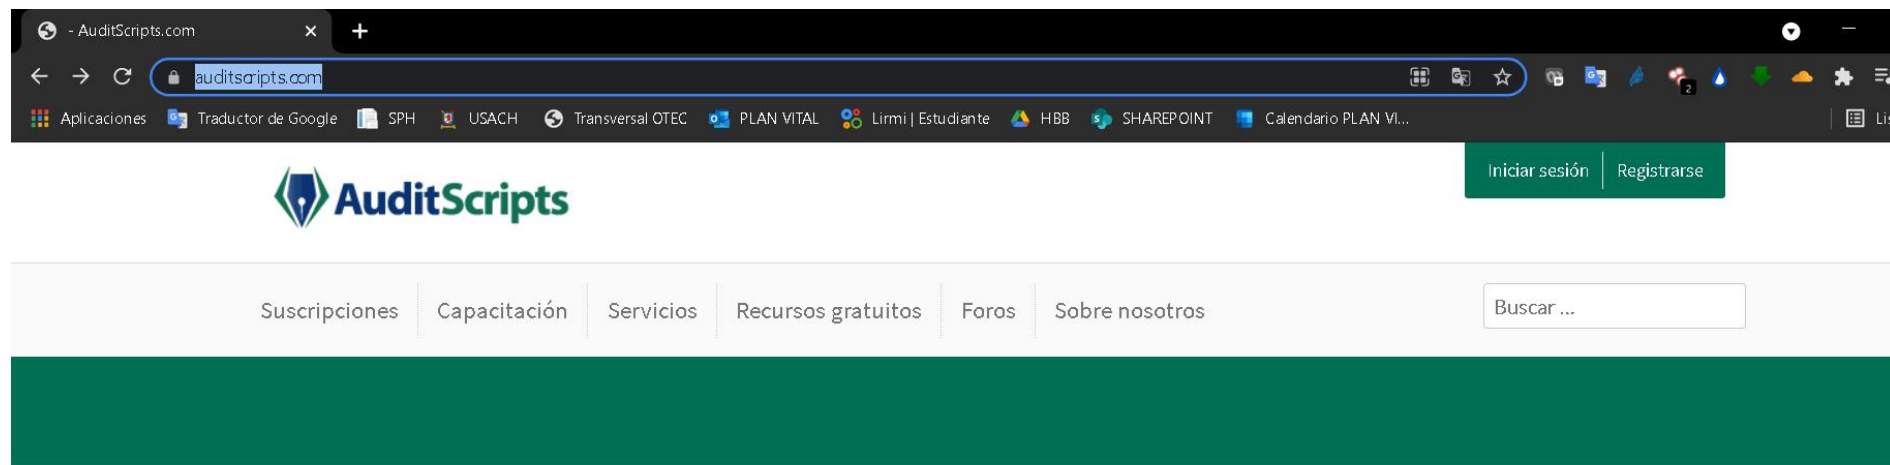 - AuditScripts.com
auditscripts.com
Aplicaciones Traductor de Google SPH USACH Transversal OTEC PLAN VITAL Lirmi | Estudiante HBB SHAREPOINT Calendario PLAN VI...
2
Iniciar sesión Registrarse
AuditScripts
Suscripciones Capacitación Servicios Recursos gratuitos Foros Sobre nosotros Buscar ...